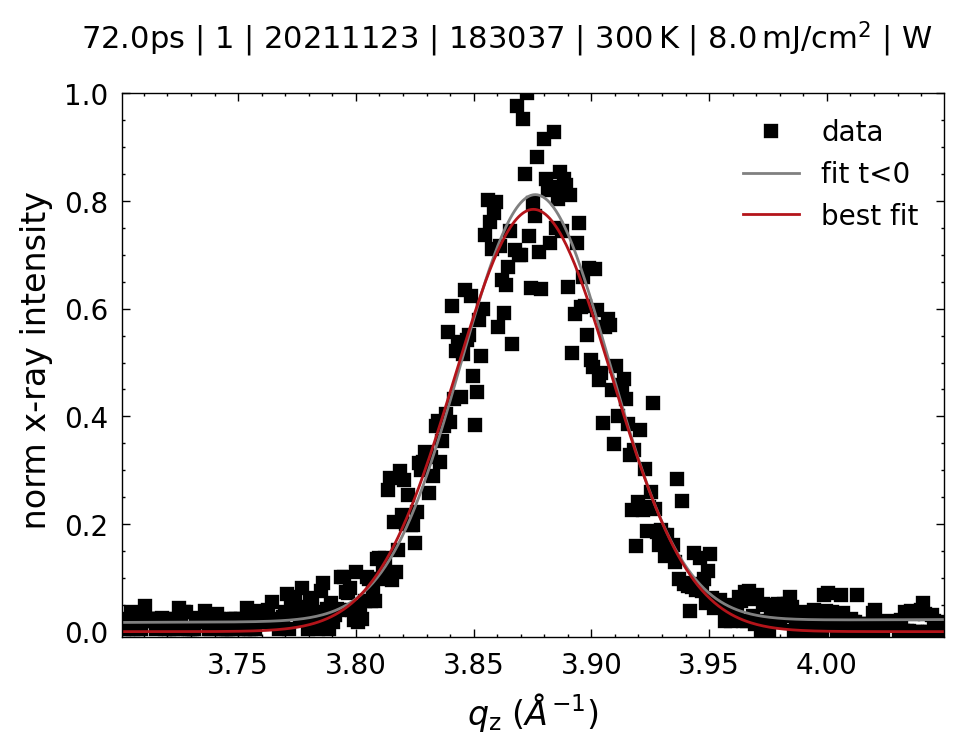 72.0ps | 1 | 20211123 | 183037 | 300 K | 8.0 mJ/cm² | W
1.0
0.8
0.6
0.4
0.2
0.0
norm x-ray intensity
data
fit t<0
best fit
3.75 3.80 3.85 3.90 3.95 4.00
q_z (Å⁻¹)